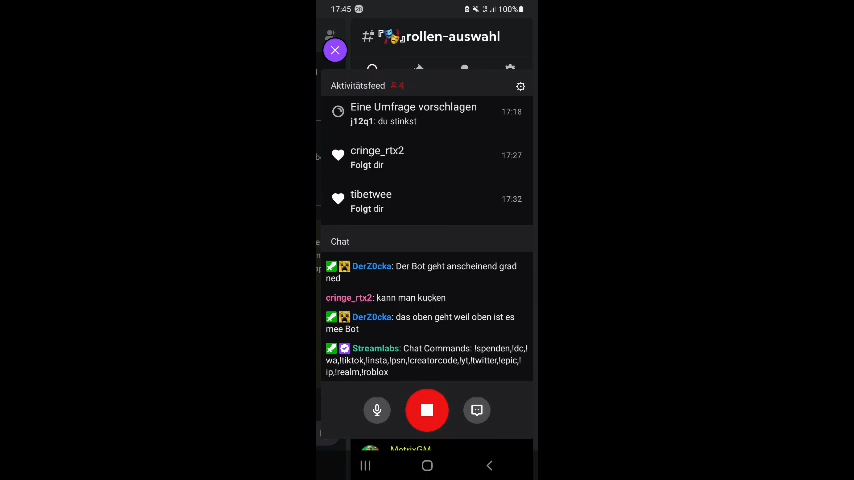 17:45 100%
# 『🎭』rollen-auswahl
Aktivitätsfeed 4
Eine Umfrage vorschlagen
j12q1: du stinkst
17:18
cringe_rtx2
Folgt dir
17:27
tibetwee
Folgt dir
17:32
Chat
DerZ0cka: Der Bot geht anscheinend grad
ned
cringe_rtx2: kann man kucken
DerZ0cka: das oben geht weil oben ist es
mee Bot
Streamlabs: Chat Commands: !spenden,!dc,!
wa,!tiktok,!insta,!psn,!creatorcode,!yt,!twitter,!epic,!
ip,!realm,!roblox
MetrixGM